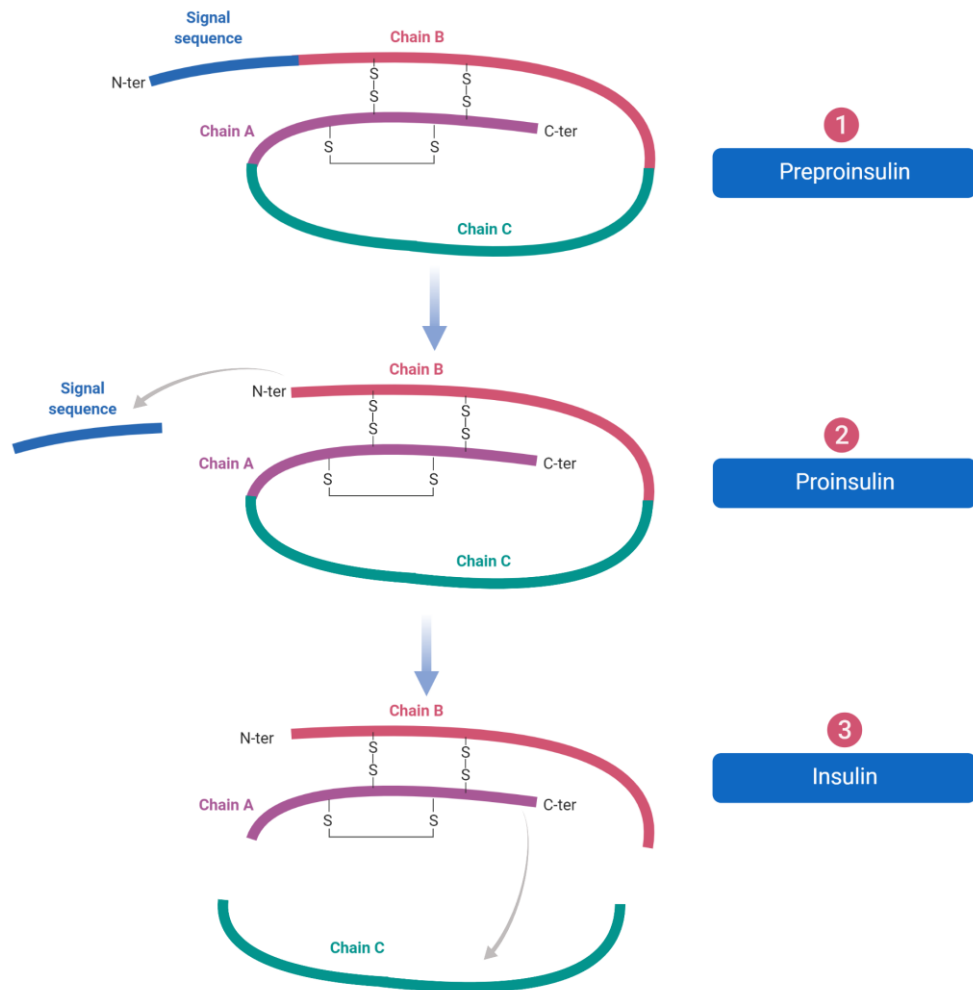 Signal
sequence
Chain B
N-ter
S
S
S
S
Chain A
C-ter
S
S
Chain C
1
Preproinsulin
Chain B
N-ter
Signal
sequence
S
S
S
S
Chain A
C-ter
S
S
Chain C
2
Proinsulin
Chain B
N-ter
S
S
S
S
Chain A
C-ter
S
S
Chain C
3
Insulin